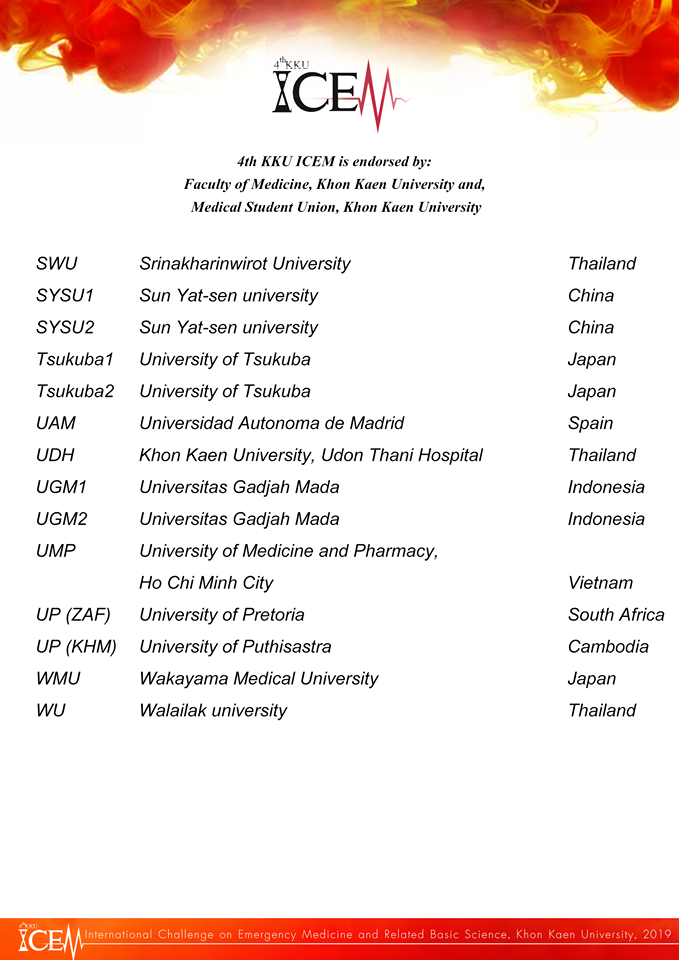 4th KKU
ICEM
4th KKU ICEM is endorsed by:
Faculty of Medicine, Khon Kaen University and,
Medical Student Union, Khon Kaen University
SWU Srinakharinwirot University Thailand
SYSU1 Sun Yat-sen university China
SYSU2 Sun Yat-sen university China
Tsukuba1 University of Tsukuba Japan
Tsukuba2 University of Tsukuba Japan
UAM Universidad Autonoma de Madrid Spain
UDH Khon Kaen University, Udon Thani Hospital Thailand
UGM1 Universitas Gadjah Mada Indonesia
UGM2 Universitas Gadjah Mada Indonesia
UMP University of Medicine and Pharmacy,
Ho Chi Minh City Vietnam
UP (ZAF) University of Pretoria South Africa
UP (KHM) University of Puthisastra Cambodia
WMU Wakayama Medical University Japan
WU Walailak university Thailand
4th KKU
ICEM International Challenge on Emergency Medicine and Related Basic Science, Khon Kaen University, 2019